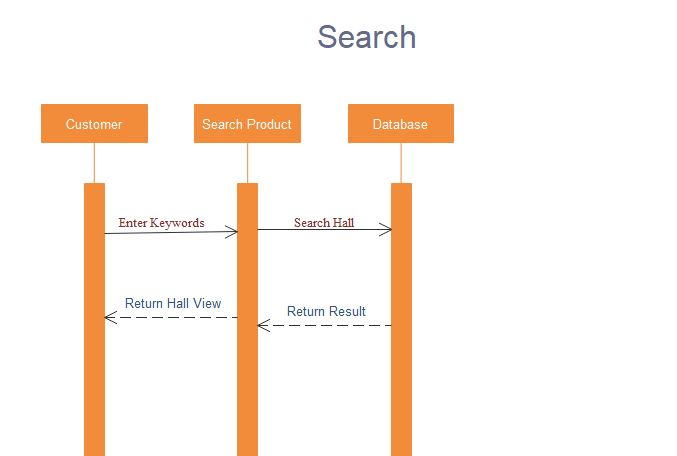 Search
Customer
Search Product
Database
Enter Keywords
Search Hall
Return Hall View
Return Result